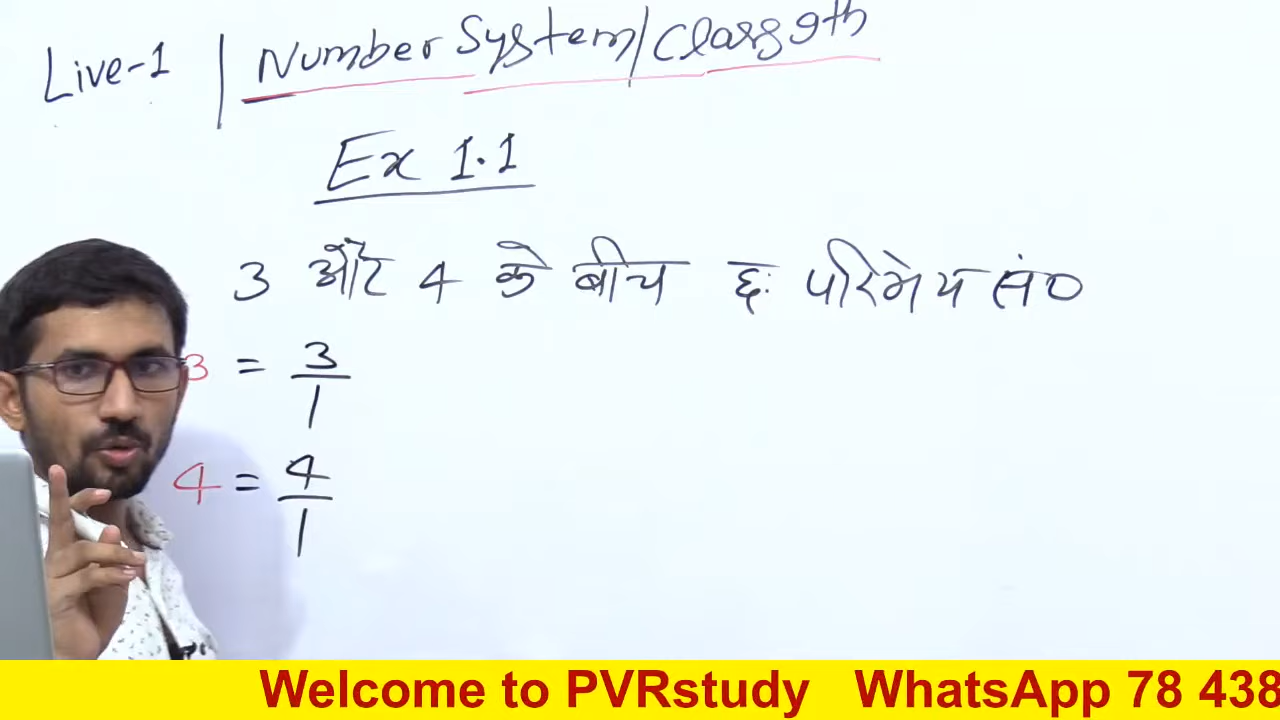 Live-1 | Number System/Class 9th
Ex 1.1
3 और 4 के बीच छः परिमेय सं०
3 = 3/1
4 = 4/1
Welcome to PVRstudy WhatsApp 78 438